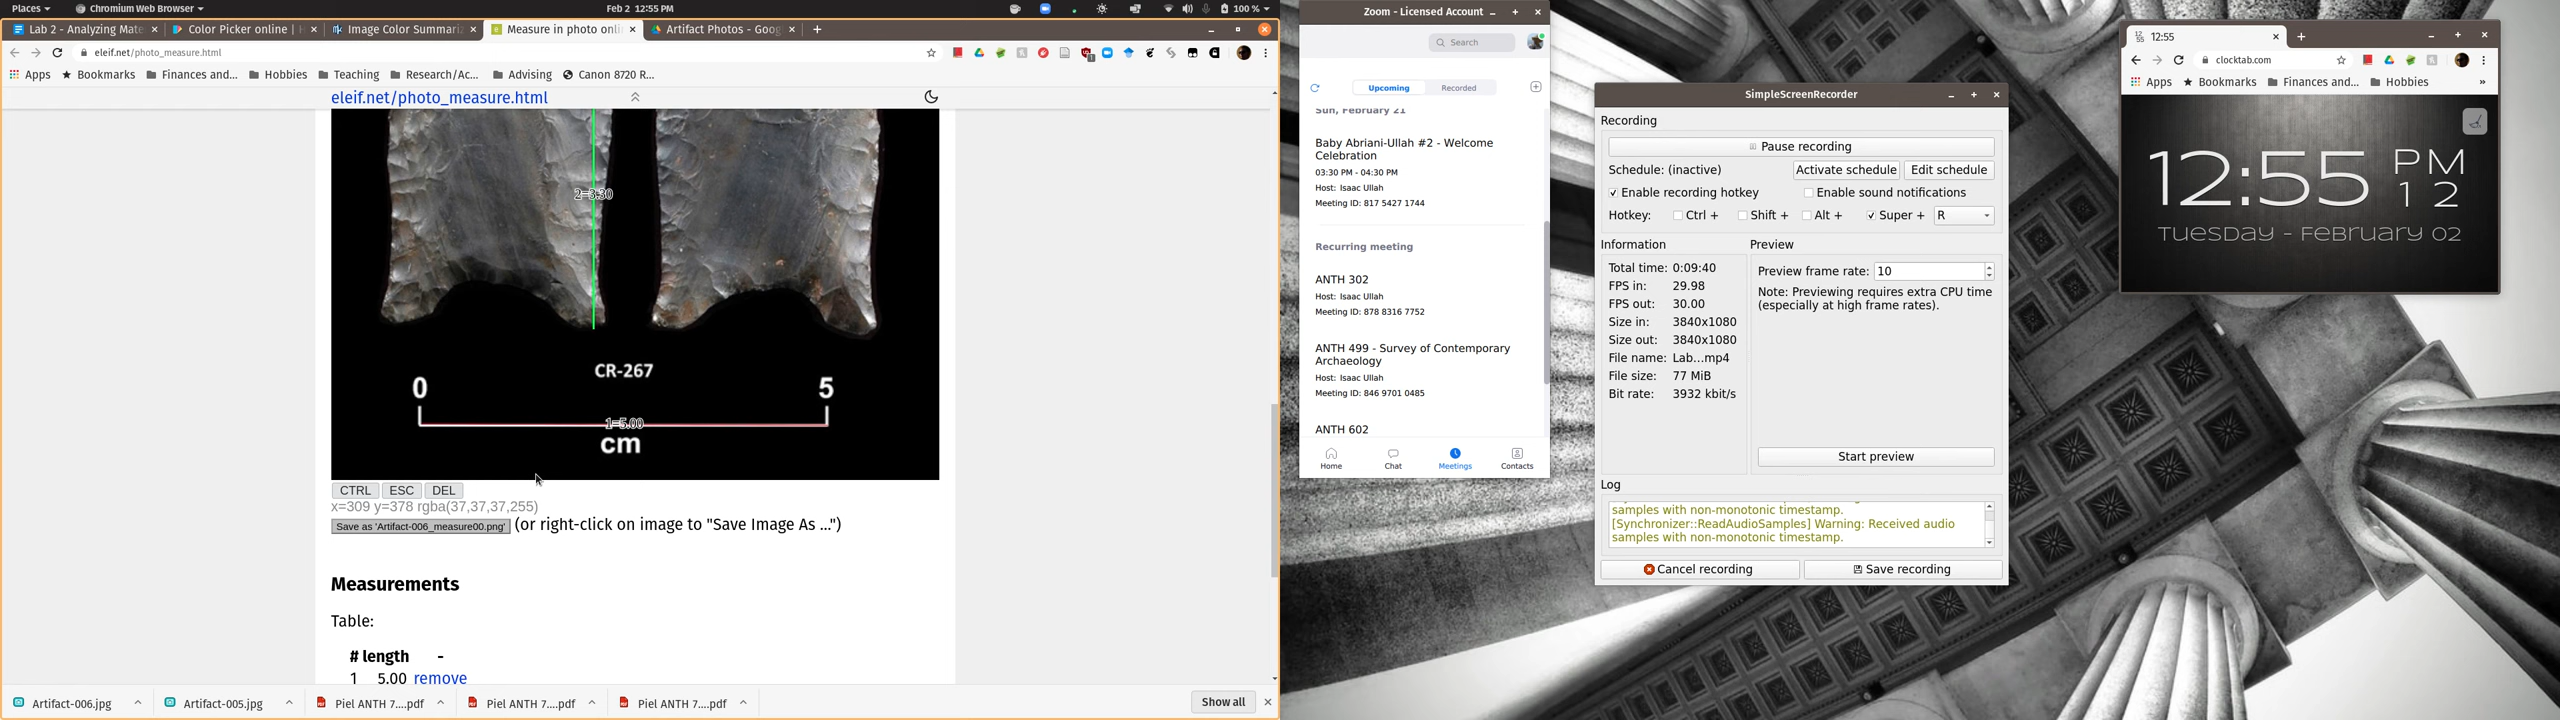 Places
Chromium Web Browser
Feb 2 12:55 PM
100 %
Lab 2 - Analyzing Mate
Color Picker online | H
Image Color Summariz
Measure in photo onlin
Artifact Photos - Goog
eleif.net/photo_measure.html
Apps
Bookmarks
Finances and...
Hobbies
Teaching
Research/Ac...
Advising
Canon 8720 R...
eleif.net/photo_measure.html
2=3.30
CR-267
0
5
1=5.00
cm
CTRL
ESC
DEL
x=309 y=378 rgba(37,37,37,255)
Save as 'Artifact-006_measure00.png' (or right-click on image to "Save Image As ...")
Measurements
Table:
# length -
1 5.00 remove
Artifact-006.jpg
Artifact-005.jpg
Piel ANTH 7....pdf
Piel ANTH 7....pdf
Piel ANTH 7....pdf
Show all
Zoom - Licensed Account
Search
Upcoming
Recorded
Sun, February 21
Baby Abriani-Ullah #2 - Welcome
Celebration
03:30 PM - 04:30 PM
Host: Isaac Ullah
Meeting ID: 817 5427 1744
Recurring meeting
ANTH 302
Host: Isaac Ullah
Meeting ID: 878 8316 7752
ANTH 499 - Survey of Contemporary
Archaeology
Host: Isaac Ullah
Meeting ID: 846 9701 0485
ANTH 602
Home
Chat
Meetings
Contacts
SimpleScreenRecorder
Recording
Pause recording
Schedule: (inactive)
Activate schedule
Edit schedule
Enable recording hotkey
Enable sound notifications
Hotkey:
Ctrl +
Shift +
Alt +
Super +
R
Information
Total time: 0:09:40
FPS in: 29.98
FPS out: 30.00
Size in: 3840x1080
Size out: 3840x1080
File name: Lab...mp4
File size: 77 MiB
Bit rate: 3932 kbit/s
Preview
Preview frame rate: 10
Note: Previewing requires extra CPU time
(especially at high frame rates).
Start preview
Log
samples with non-monotonic timestamp.
[Synchronizer::ReadAudioSamples] Warning: Received audio
samples with non-monotonic timestamp.
Cancel recording
Save recording
12:55
clocktab.com
Apps
Bookmarks
Finances and...
Hobbies
12:55
PM
12
Tuesday - February 02